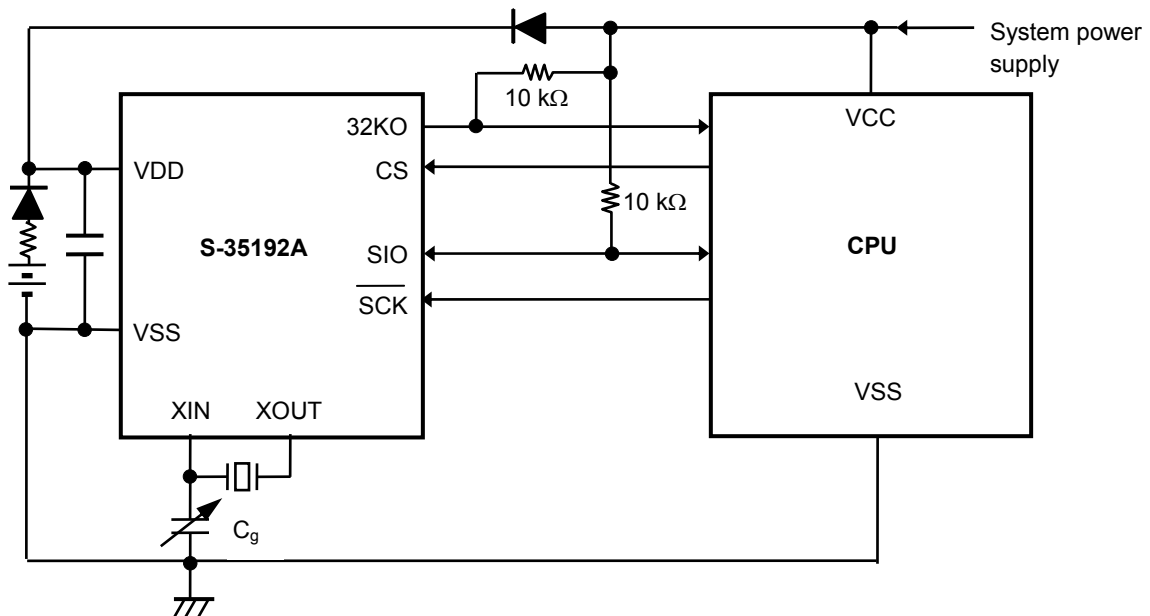 System power
supply
10 kΩ
32KO
VCC
VDD
CS
10 kΩ
S-35192A
SIO
CPU
SCK
VSS
VSS
XIN
XOUT
Cg